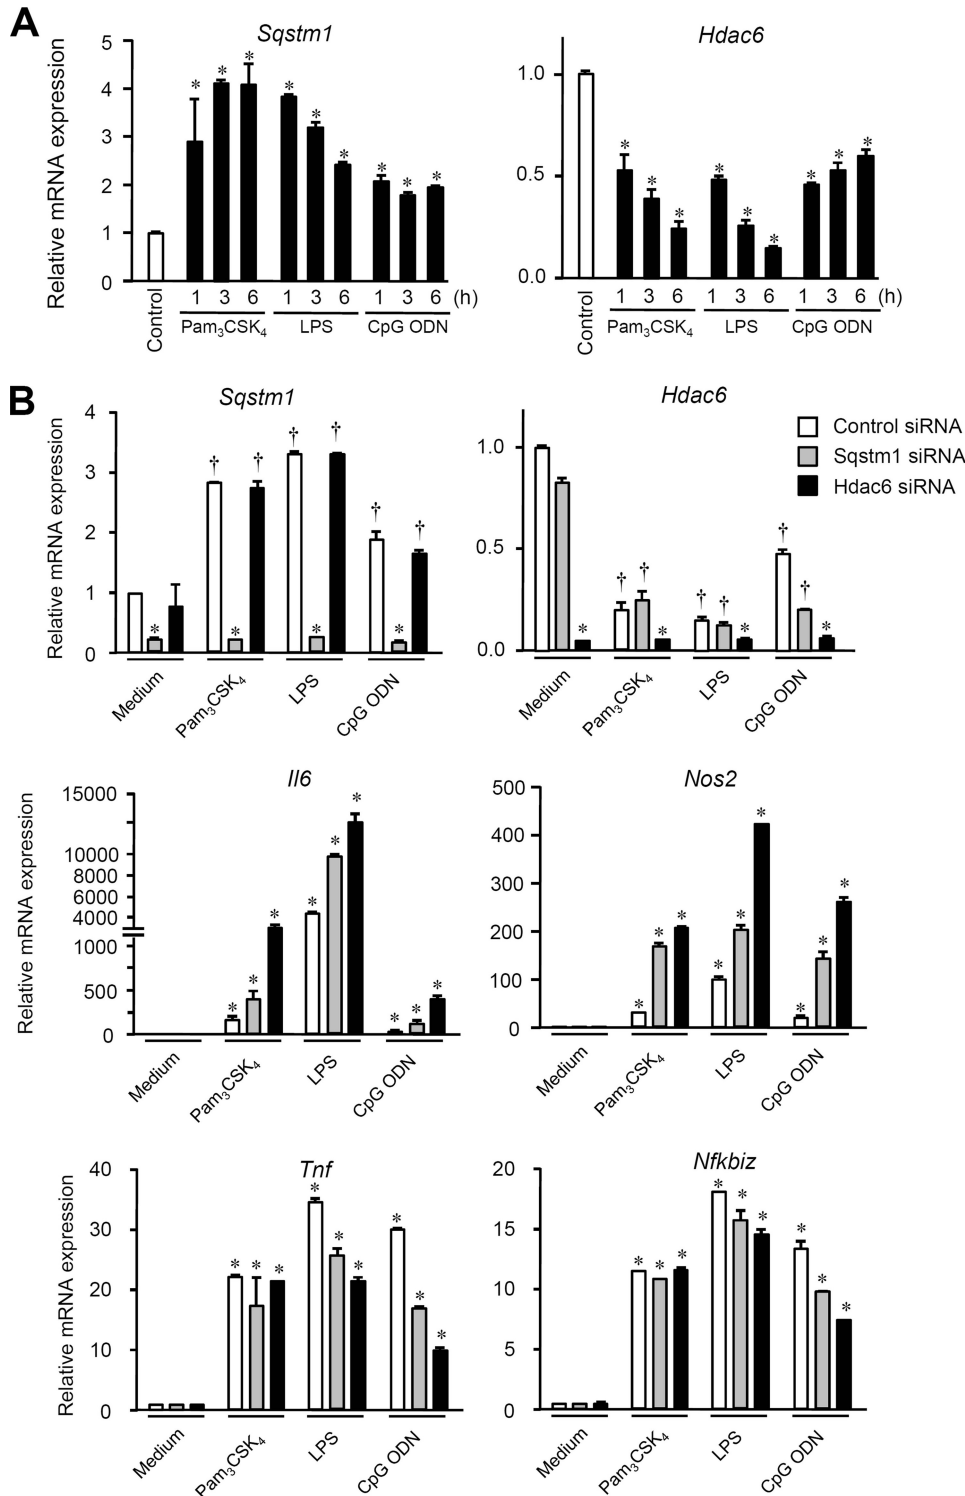 A
Sqstm1
Relative mRNA expression
5
4
3
2
1
0
* * * * * * * * *
Control
1 3 6 1 3 6 1 3 6 (h)
Pam₃CSK₄ LPS CpG ODN
Hdac6
1.0
0.5
0.0
* * * * * * * * *
Control
1 3 6 1 3 6 1 3 6 (h)
Pam₃CSK₄ LPS CpG ODN
B
Sqstm1
Relative mRNA expression
4
3
2
1
0
* † * † † * † † * †
Medium
Pam₃CSK₄
LPS
CpG ODN
Hdac6
1.0
0.5
0.0
* † † * † † * † † *
Medium
Pam₃CSK₄
LPS
CpG ODN
Control siRNA
Sqstm1 siRNA
Hdac6 siRNA
Il6
Relative mRNA expression
15000
10000
8000
6000
4000
1000
500
0
* * * * * * * * *
Medium
Pam₃CSK₄
LPS
CpG ODN
Nos2
500
400
300
200
100
0
* * * * * * * * *
Medium
Pam₃CSK₄
LPS
CpG ODN
Tnf
Relative mRNA expression
40
30
20
10
0
* * * * * * * * *
Medium
Pam₃CSK₄
LPS
CpG ODN
Nfkbiz
20
15
10
5
0
* * * * * * * * *
Medium
Pam₃CSK₄
LPS
CpG ODN